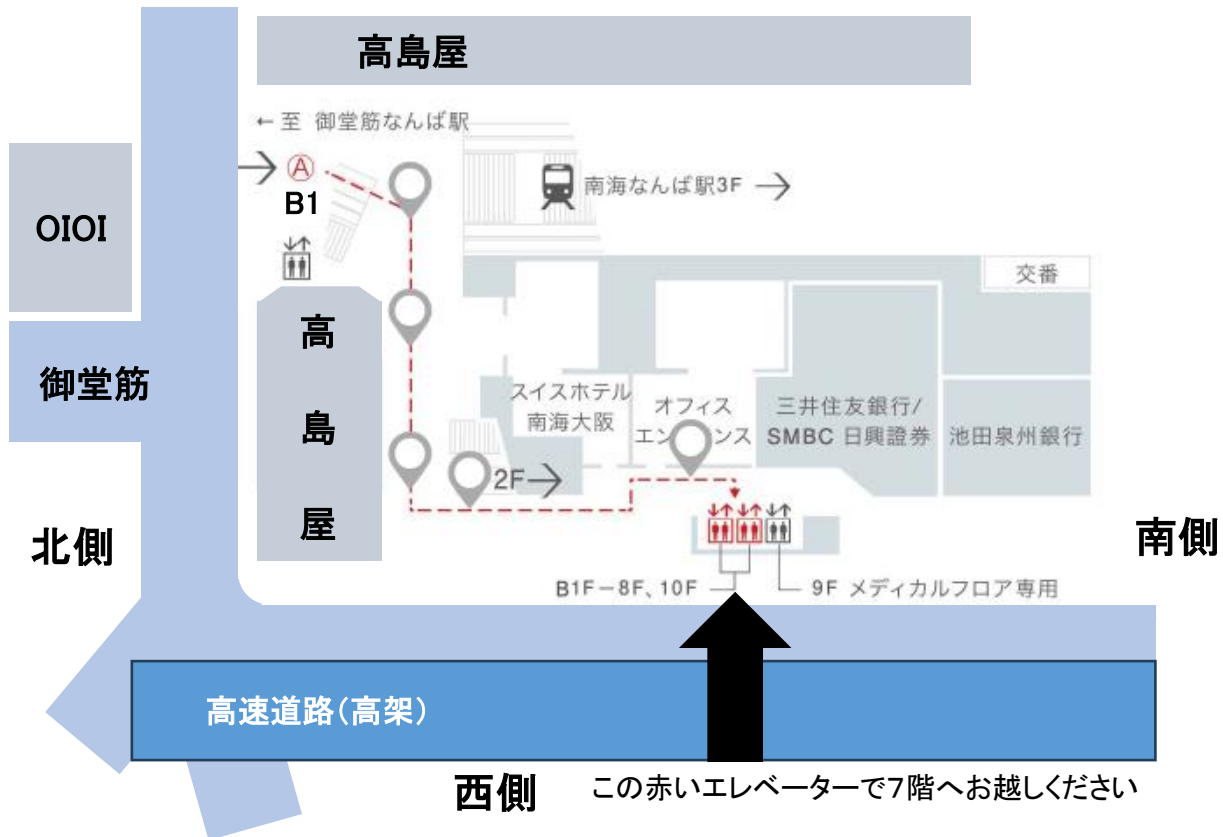 高島屋
← 至 御堂筋なんば駅
Ⓐ
B1
南海なんば駅3F →
OIOI
交番
高島屋
御堂筋
スイスホテル
南海大阪
オフィス
エン ンス
三井住友銀行/
SMBC 日興證券
池田泉州銀行
2F→
北側
南側
B1F－8F、10F
9F メディカルフロア専用
高速道路（高架）
西側
この赤いエレベーターで7階へお越しください